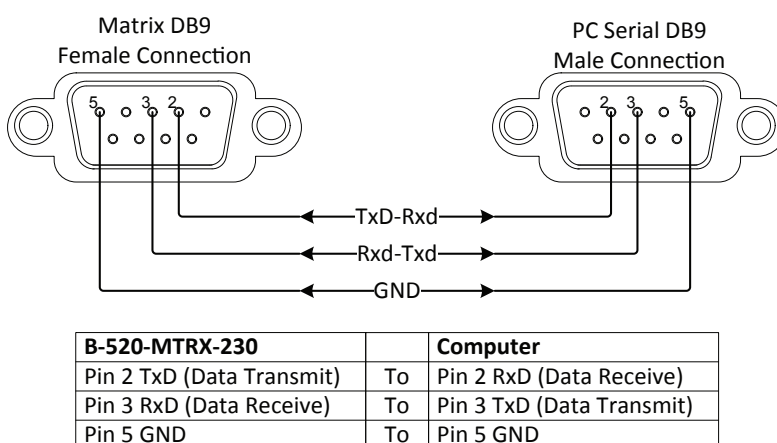 Matrix DB9
Female Connection
PC Serial DB9
Male Connection
5 3 2
2 3 5
TxD-Rxd
Rxd-Txd
GND
B-520-MTRX-230 Computer
Pin 2 TxD (Data Transmit) To Pin 2 RxD (Data Receive)
Pin 3 RxD (Data Receive) To Pin 3 TxD (Data Transmit)
Pin 5 GND To Pin 5 GND